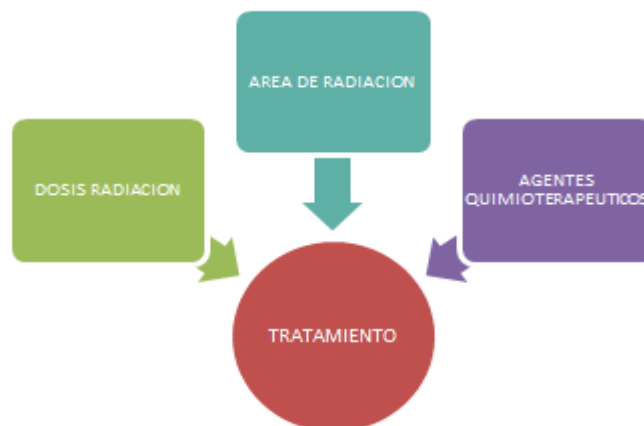 AREA DE RADIACION
DOSIS RADIACION
AGENTES
QUIMIOTERAPEUTICOS
TRATAMIENTO